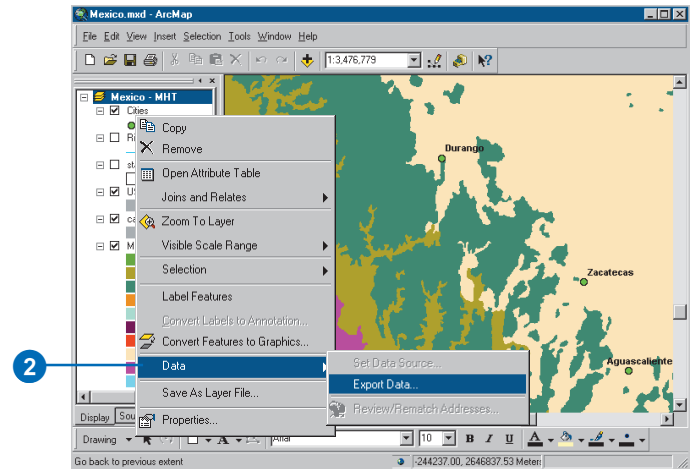 Mexico.mxd - ArcMap
File Edit View Insert Selection Tools Window Help
1:3,476,779
Mexico - MHT
Cities
Copy
Remove
Open Attribute Table
Joins and Relates
Zoom To Layer
Visible Scale Range
Selection
Label Features
Convert Labels to Annotation...
Convert Features to Graphics...
Data
Save As Layer File...
Properties...
Set Data Source...
Export Data...
Review/Rematch Addresses...
2
Durango
Zacatecas
Aguascaliente
Display
Drawing
A
Arial
10
B I U A
Go back to previous extent
-244237.00, 2646837.53 Meters